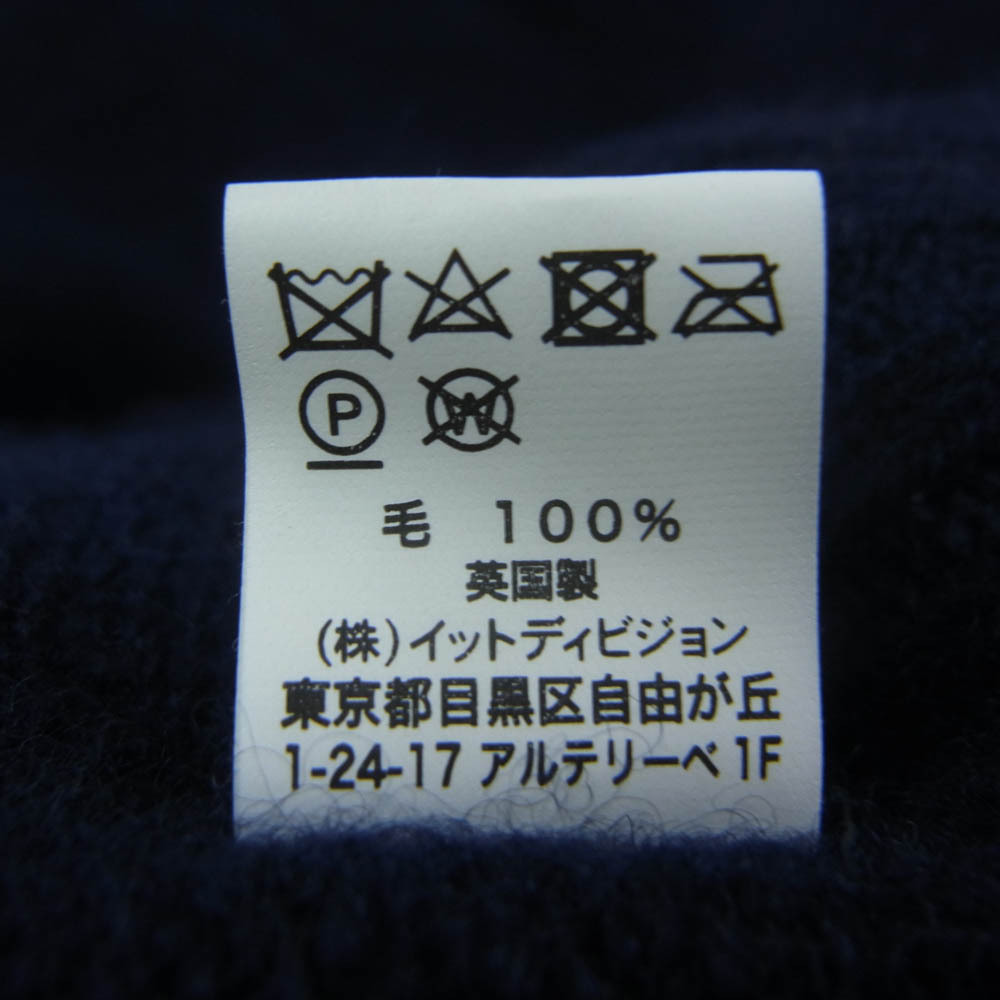 P W
毛 100%
英国製
(株)イットディビジョン
東京都目黒区自由が丘
1-24-17 アルテリーベ 1F